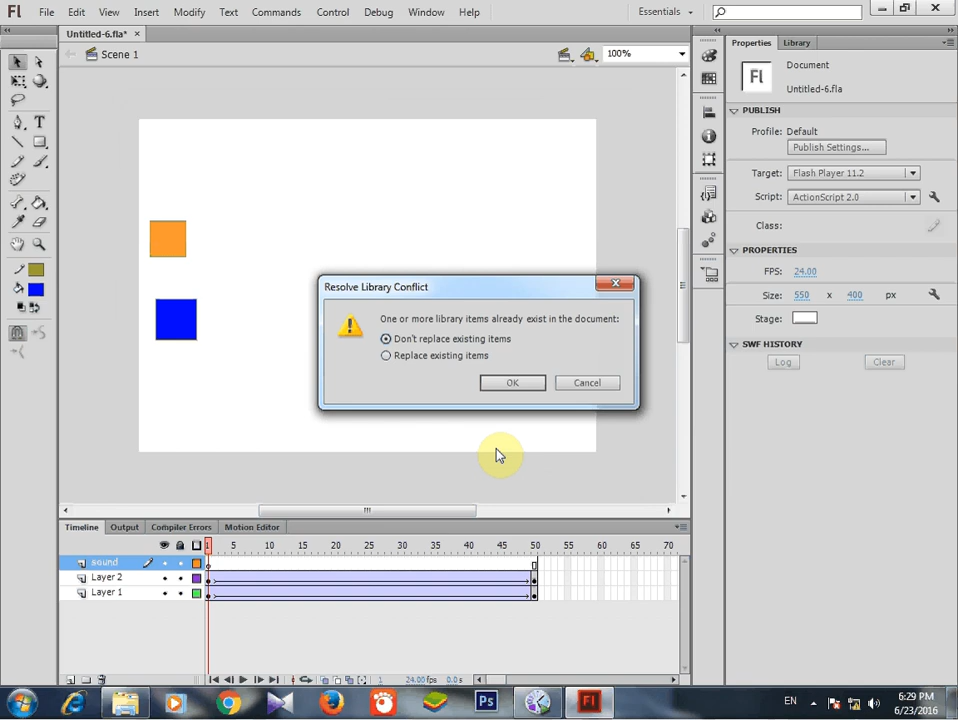 Fl File Edit View Insert Modify Text Commands Control Debug Window Help Essentials
Untitled-6.fla* ×
Scene 1 100%
Properties Library
Fl Document
Untitled-6.fla
PUBLISH
Profile: Default
Publish Settings...
Target: Flash Player 11.2
Script: ActionScript 2.0
Class:
PROPERTIES
FPS: 24.00
Size: 550 x 400 px
Stage:
SWF HISTORY
Log Clear
Resolve Library Conflict
One or more library items already exist in the document:
Don't replace existing items
Replace existing items
OK Cancel
Timeline Output Compiler Errors Motion Editor
1 5 10 15 20 25 30 35 40 45 50 55 60 65 70
sound
Layer 2
Layer 1
1 24.00 fps 0.0 s
Ps Fl EN 6:29 PM
6/23/2016